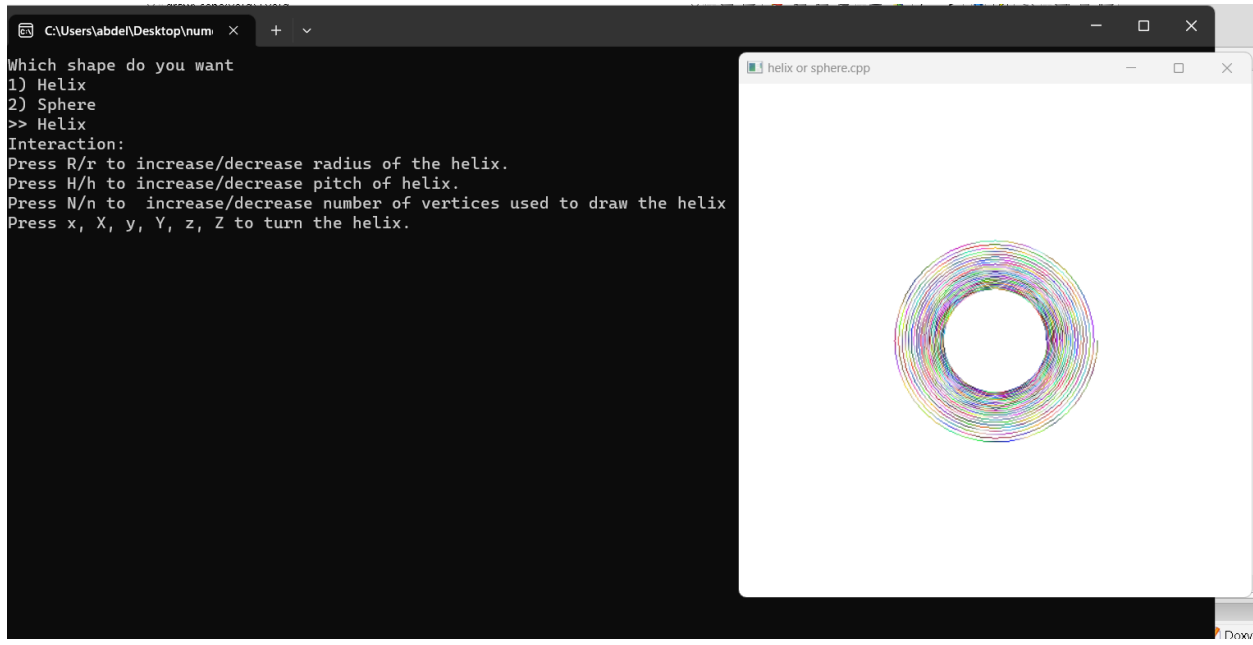 C:\Users\abdel\Desktop\num
Which shape do you want
1) Helix
2) Sphere
>> Helix
Interaction:
Press R/r to increase/decrease radius of the helix.
Press H/h to increase/decrease pitch of helix.
Press N/n to  increase/decrease number of vertices used to draw the helix
Press x, X, y, Y, z, Z to turn the helix.
helix or sphere.cpp